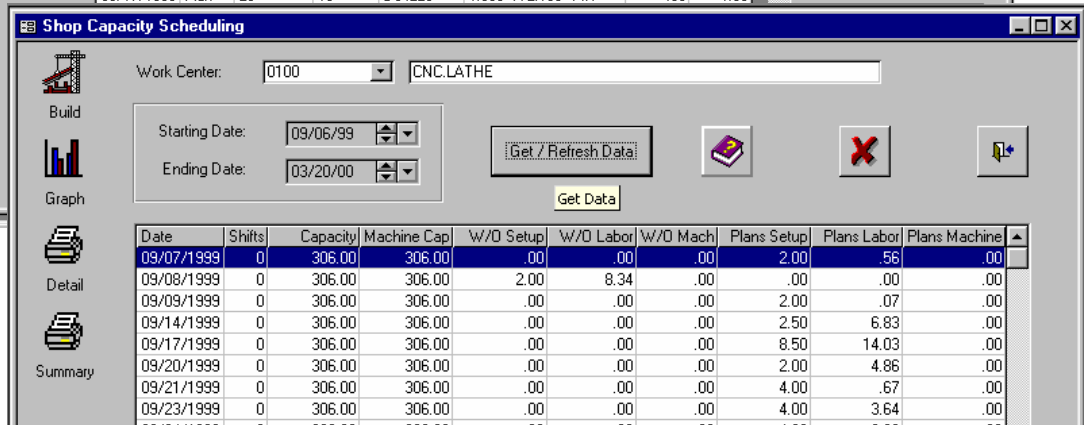 Shop Capacity Scheduling
Work Center: 0100 CNC.LATHE
Build
Starting Date: 09/06/99
Get / Refresh Data
Ending Date: 03/20/00
Graph
Get Data
Date Shifts Capacity Machine Cap W/O Setup W/O Labor W/O Mach Plans Setup Plans Labor Plans Machine
09/07/1999 0 306.00 306.00 .00 .00 .00 2.00 .56 .00
09/08/1999 0 306.00 306.00 2.00 8.34 .00 .00 .00 .00
Detail
09/09/1999 0 306.00 306.00 .00 .00 .00 2.00 .07 .00
09/14/1999 0 306.00 306.00 .00 .00 .00 2.50 6.83 .00
09/17/1999 0 306.00 306.00 .00 .00 .00 8.50 14.03 .00
09/20/1999 0 306.00 306.00 .00 .00 .00 2.00 4.86 .00
Summary
09/21/1999 0 306.00 306.00 .00 .00 .00 4.00 .67 .00
09/23/1999 0 306.00 306.00 .00 .00 .00 4.00 3.64 .00